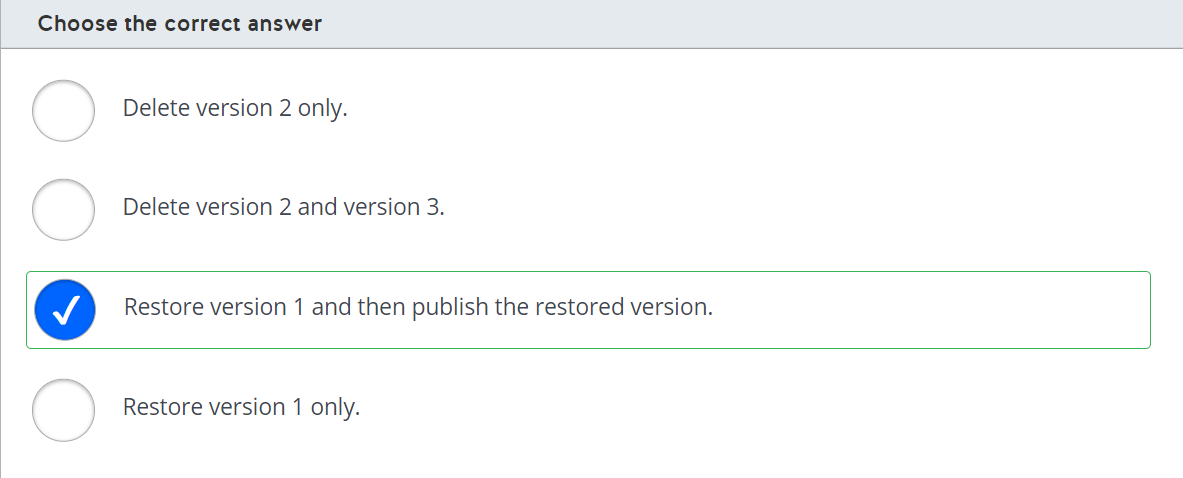 Choose the correct answer
Delete version 2 only.
Delete version 2 and version 3.
Restore version 1 and then publish the restored version.
Restore version 1 only.